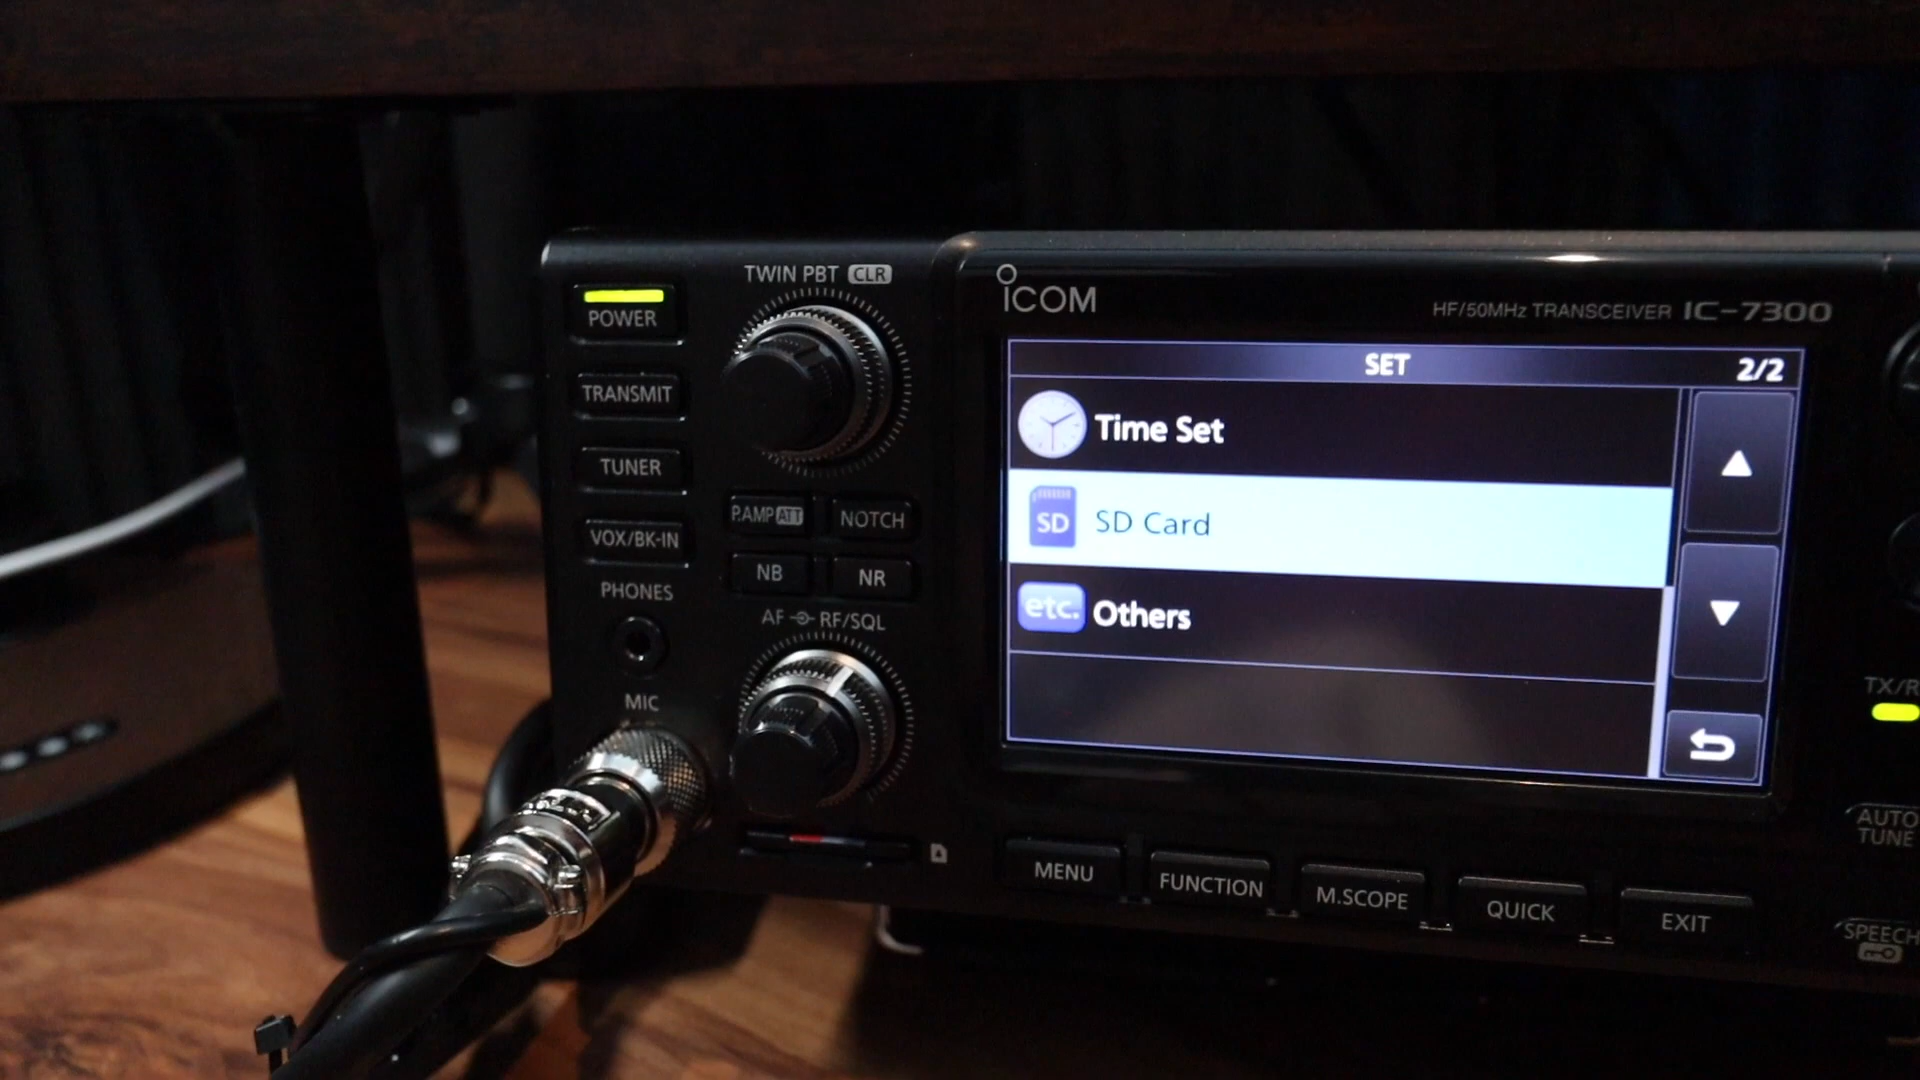 TWIN PBT CLR
POWER
TRANSMIT
TUNER
VOX/BK-IN
P.AMP ATT
NOTCH
NB
NR
PHONES
AF RF/SQL
MIC
ICOM
HF/50MHz TRANSCEIVER IC-7300
SET 2/2
Time Set
SD SD Card
etc. Others
MENU
FUNCTION
M.SCOPE
QUICK
EXIT
TX/R
AUTO
TUNE
SPEECH